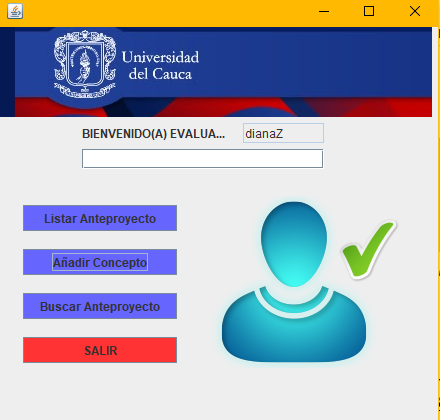 Universidad
del Cauca
BIENVENIDO(A) EVALUA... dianaZ
Listar Anteproyecto
Añadir Concepto
Buscar Anteproyecto
SALIR